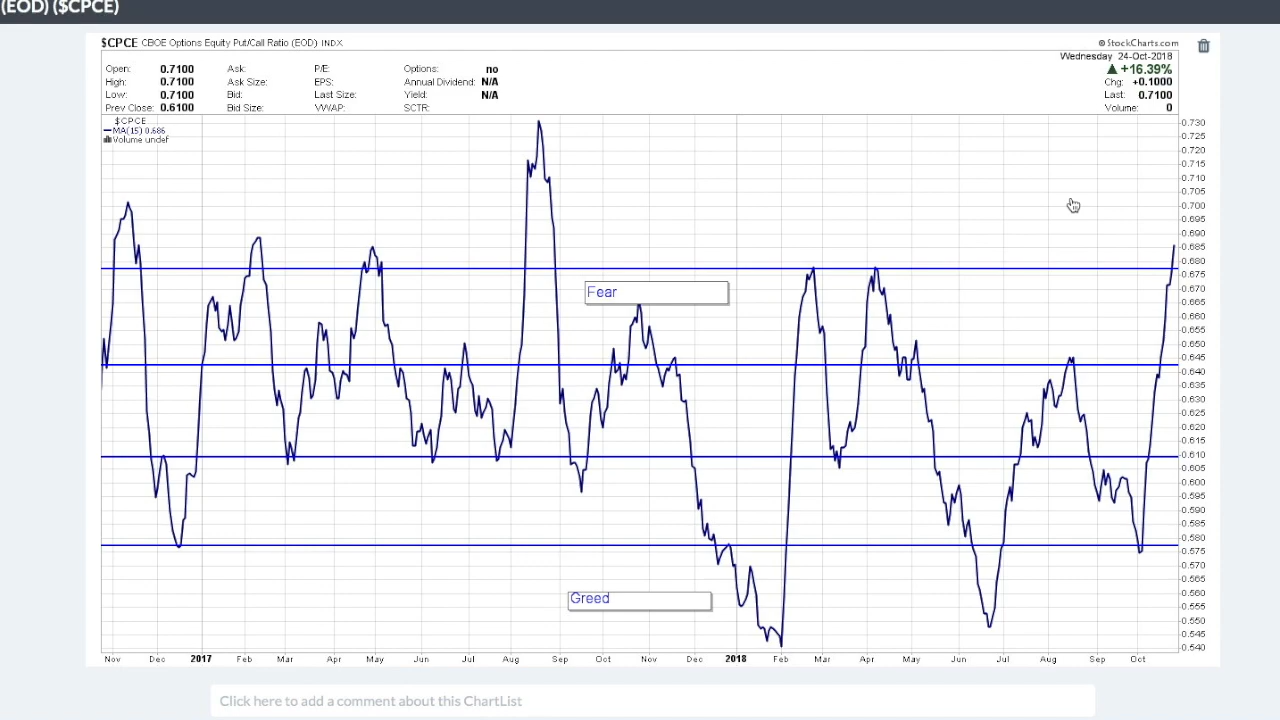 (EOD) ($CPCE)
$CPCE CBOE Options Equity Put/Call Ratio (EOD) INDX
© StockCharts.com
Wednesday 24-Oct-2018
Open: 0.7100 Ask: P/E: Options: no ▲ +16.39%
High: 0.7100 Ask Size: EPS: Annual Dividend: N/A Chg: +0.1000
Low: 0.7100 Bid: Last Size: Yield: N/A Last: 0.7100
Prev Close: 0.6100 Bid Size: VWAP: SCTR: Volume: 0
$CPCE
MA(15) 0.686
Volume undef
0.730
0.725
0.720
0.715
0.710
0.705
0.700
0.695
0.690
0.685
0.680
0.675
0.670
0.665
0.660
0.655
0.650
0.645
0.640
0.635
0.630
0.625
0.620
0.615
0.610
0.605
0.600
0.595
0.590
0.585
0.580
0.575
0.570
0.565
0.560
0.555
0.550
0.545
0.540
Fear
Greed
Nov Dec 2017 Feb Mar Apr May Jun Jul Aug Sep Oct Nov Dec 2018 Feb Mar Apr May Jun Jul Aug Sep Oct
Click here to add a comment about this ChartList